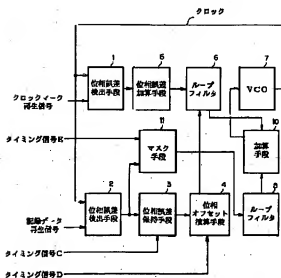 クロック
1
5
6
7
位相誤差
検出手段
位相誤差
加算手段
ループ
フィルタ
VCO
クロックウィーク
再生信号
タイミング信号E
11
マスク
手段
10
加算
手段
2
3
4
8
位相誤差
検出手段
位相誤差
保持手段
位相
オフセット
演算手段
ループ
フィルタ
記録データ
再生信号
タイミング信号C
タイミング信号D